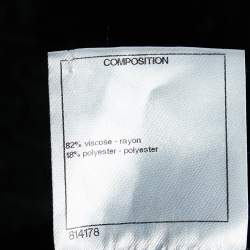 COMPOSITION
82% viscose - rayon
18% polyester - polyester
814178